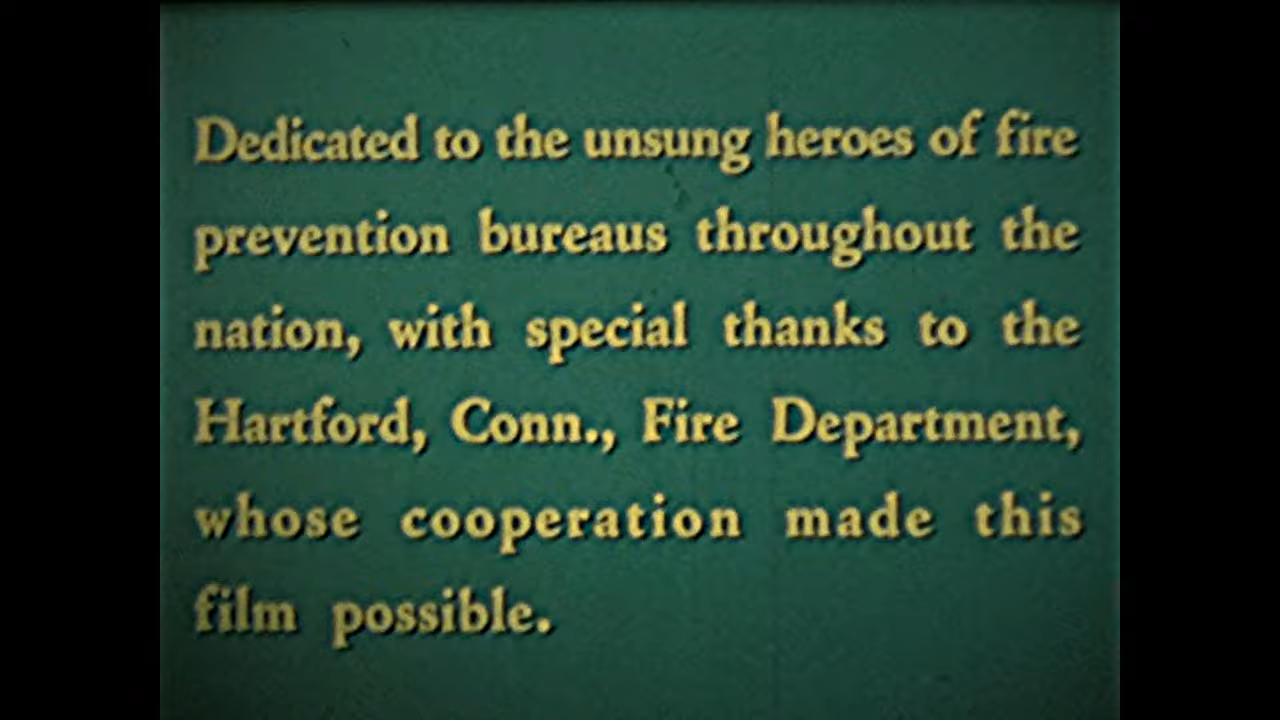 Dedicated to the unsung heroes of fire
prevention bureaus throughout the
nation, with special thanks to the
Hartford, Conn., Fire Department,
whose cooperation made this
film possible.